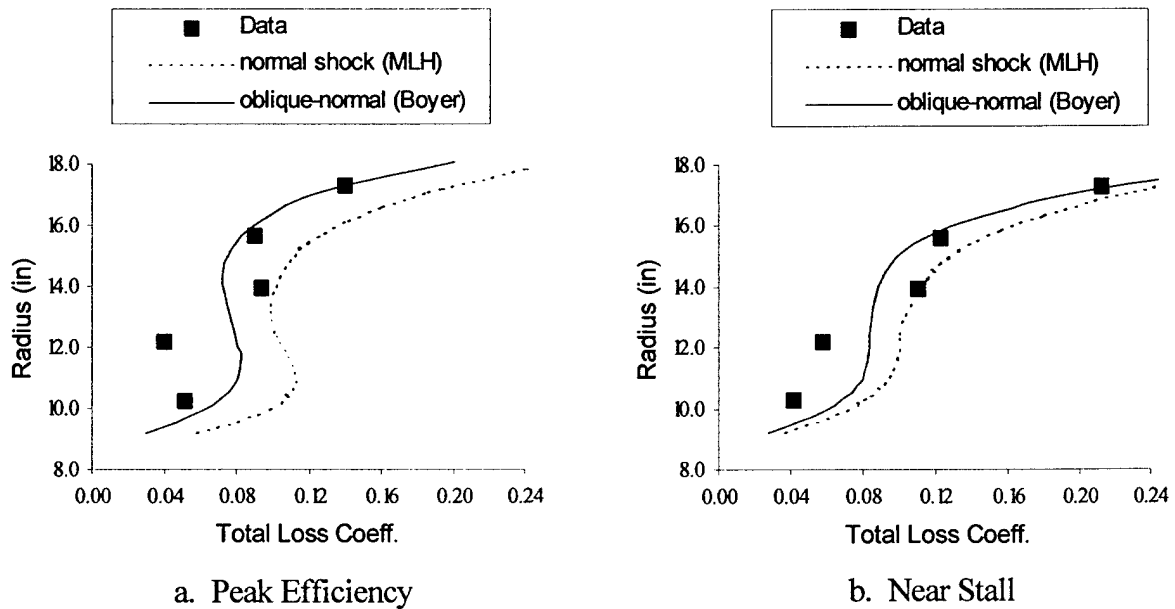 Data
normal shock (MLH)
oblique-normal (Boyer)
18.0
16.0
14.0
12.0
10.0
8.0
Radius (in)
0.00 0.04 0.08 0.12 0.16 0.20 0.24
Total Loss Coeff.
a. Peak Efficiency
Data
normal shock (MLH)
oblique-normal (Boyer)
18.0
16.0
14.0
12.0
10.0
8.0
Radius (in)
0.00 0.04 0.08 0.12 0.16 0.20 0.24
Total Loss Coeff.
b. Near Stall